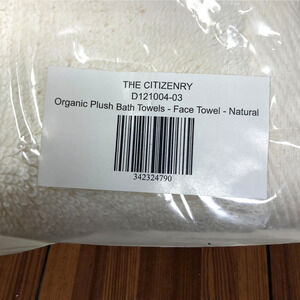 THE CITIZENRY
D121004-03
Organic Plush Bath Towels - Face Towel - Natural
342324790